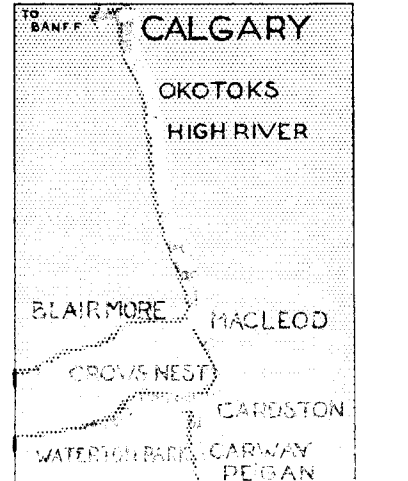 TO
BANFF
CALGARY
OKOTOKS
HIGH RIVER
BLAIRMORE
MACLEOD
CROWS NEST
CARDSTON
WATERTON PARK
CARWAY
PEIGAN